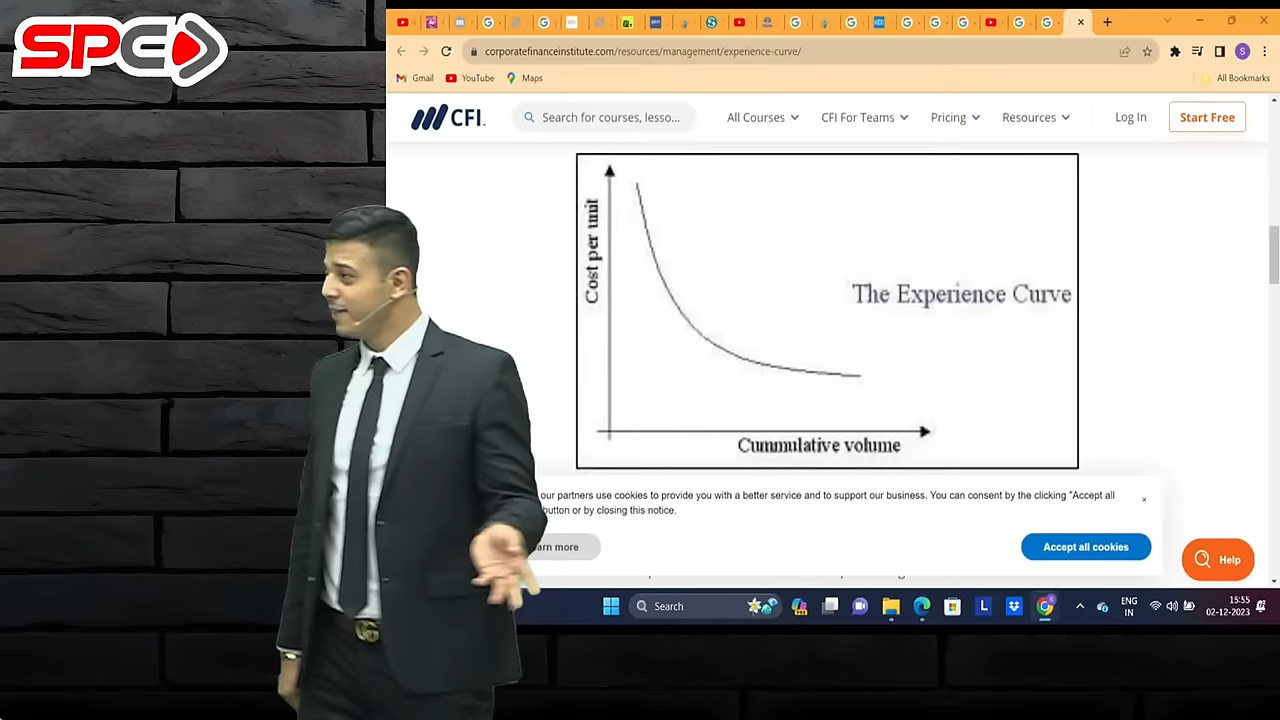 SPC
corporatefinanceinstitute.com/resources/management/experience-curve/
S
Gmail
YouTube
Maps
All Bookmarks
CFI
Search for courses, lesso...
All Courses
CFI For Teams
Pricing
Resources
Log In
Start Free
Cost per unit
The Experience Curve
Cummulative volume
our partners use cookies to provide you with a better service and to support our business. You can consent by the clicking "Accept all
button or by closing this notice.
Accept all cookies
Help
Search
L
ENG
IN
15:55
02-12-2023